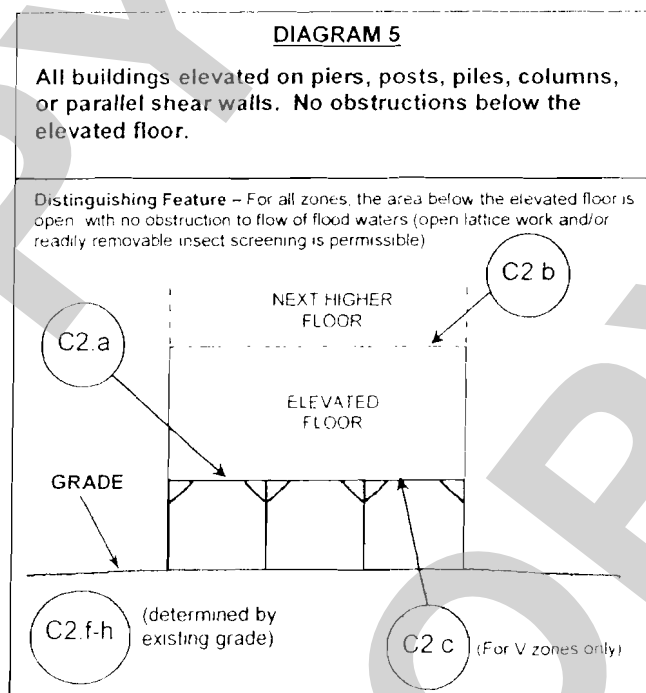 DIAGRAM 5
All buildings elevated on piers, posts, piles, columns,
or parallel shear walls. No obstructions below the
elevated floor.
Distinguishing Feature – For all zones, the area below the elevated floor is
open with no obstruction to flow of flood waters (open lattice work and/or
readily removable insect screening is permissible)
C2 b
NEXT HIGHER
FLOOR
C2.a
ELEVATED
FLOOR
GRADE
C2.f-h
(determined by
existing grade)
C2 c
(For V zones only)